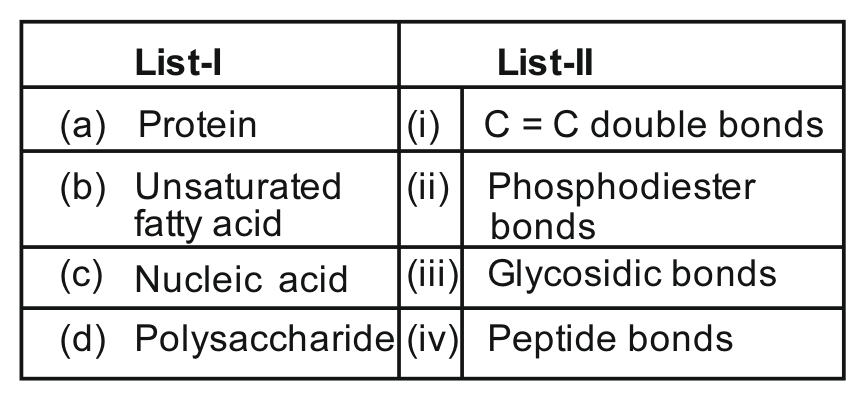 List-I List-II
(a) Protein (i) C = C double bonds
(b) Unsaturated (ii) Phosphodiester
fatty acid bonds
(c) Nucleic acid (iii) Glycosidic bonds
(d) Polysaccharide (iv) Peptide bonds